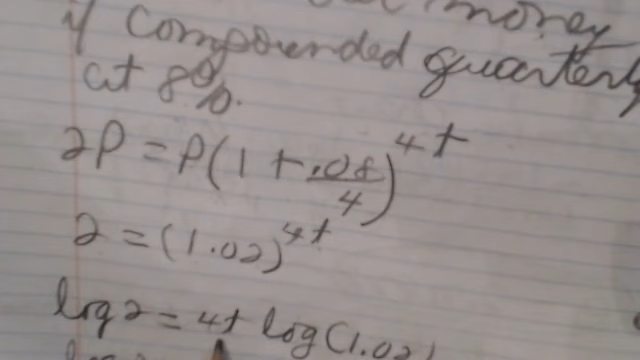 money
if compounded quarterly
at 8%.
2P = P(1 + .08/4)^4t
2 = (1.02)^4t
log 2 = 4t log(1.02)